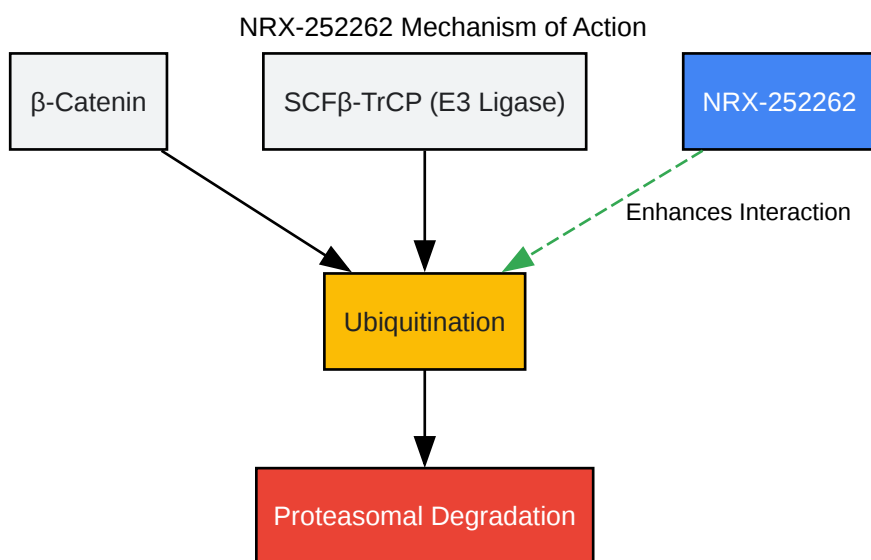 NRX-252262 Mechanism of Action
β-Catenin
SCFβ-TrCP (E3 Ligase)
NRX-252262
Enhances Interaction
Ubiquitination
Proteasomal Degradation